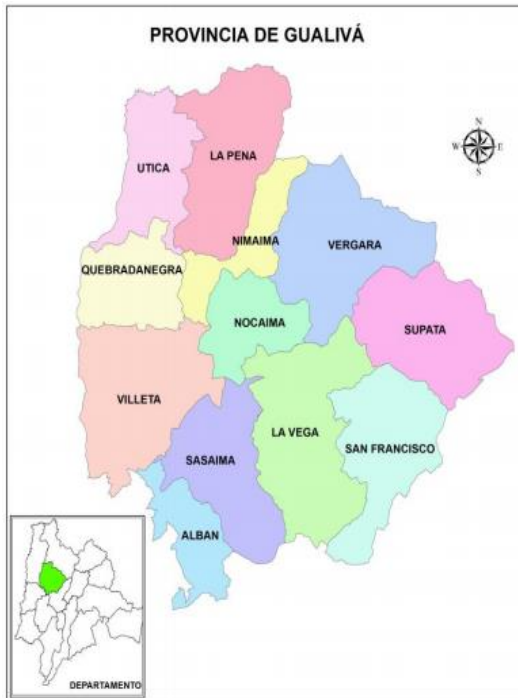 PROVINCIA DE GUALIVÁ
N
W E
S
UTICA
LA PENA
NIMAIMA
VERGARA
QUEBRADANEGRA
NOCAIMA
SUPATA
VILLETA
LA VEGA
SAN FRANCISCO
SASAIMA
ALBAN
DEPARTAMENTO